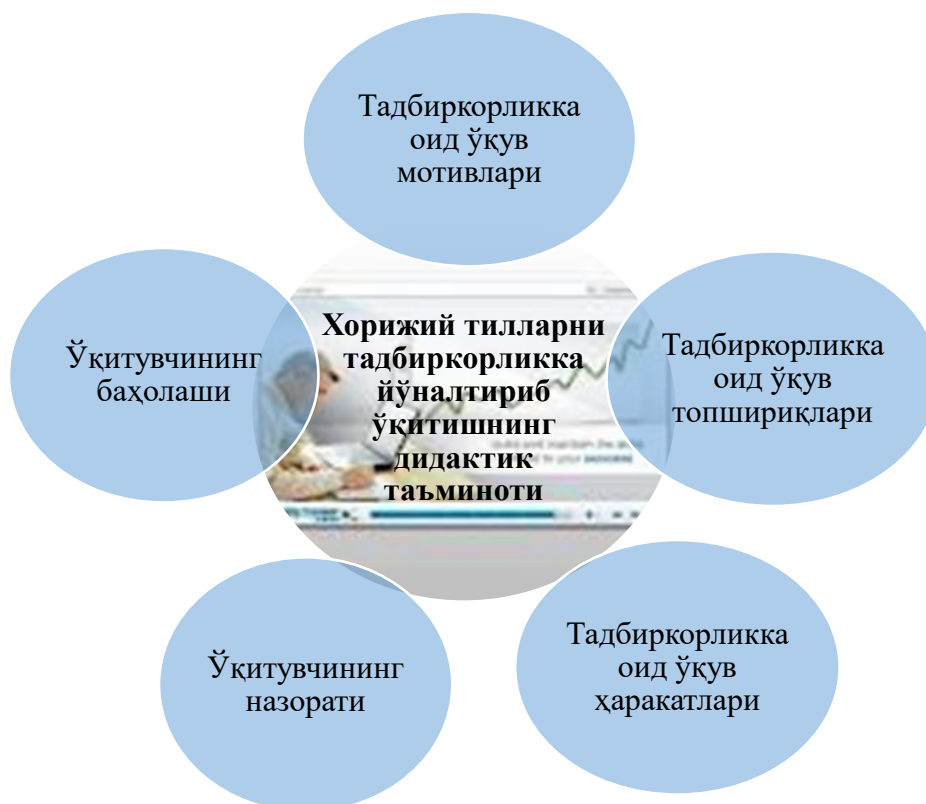 Тадбиркорликка
оид ўқув
мотивлари
Хорижий тилларни
тадбиркорликка
йўналтириб
ўқитишнинг
дидактик
таъминоти
Тадбиркорликка
оид ўқув
топшириқлари
Тадбиркорликка
оид ўқув
ҳаракатлари
Ўқитувчининг
назорати
Ўқитувчининг
баҳолаши